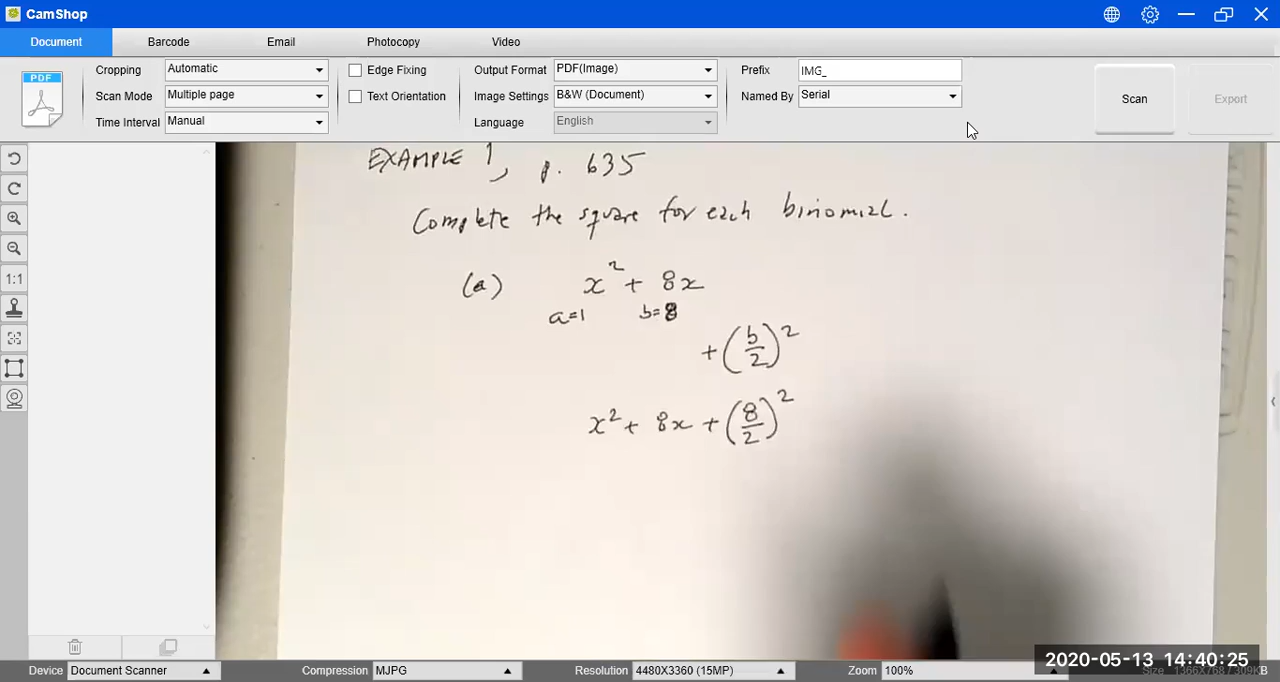 CamShop
Document Barcode Email Photocopy Video
PDF
Cropping Automatic
Scan Mode Multiple page
Time Interval Manual
Edge Fixing
Text Orientation
Output Format PDF(Image)
Image Settings B&W (Document)
Language English
Prefix IMG_
Named By Serial
Scan
Export
1:1
EXAMPLE 1, p. 635
Complete the square for each binomial.
(a) x² + 8x
a=1 b=8
+ (b/2)²
x² + 8x + (8/2)²
2020-05-13 14:40:25
Device Document Scanner Compression MJPG Resolution 4480X3360 (15MP) Zoom 100% Size 1366X768 / 309KB